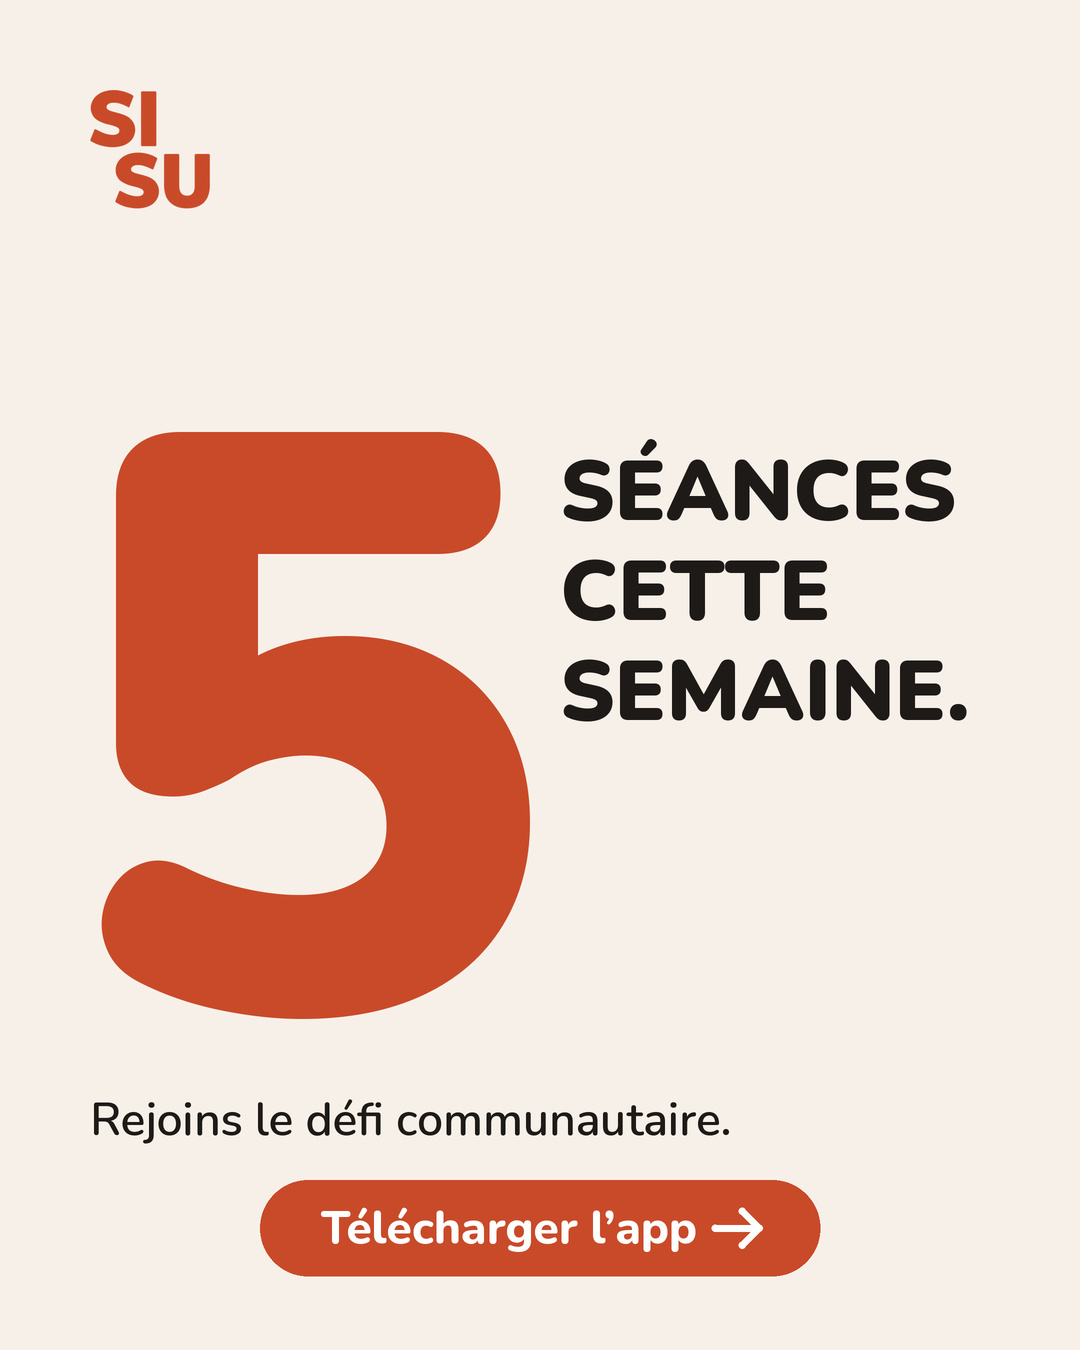 SI
SU
5
SÉANCES
CETTE
SEMAINE.
Rejoins le défi communautaire.
Télécharger l’app →